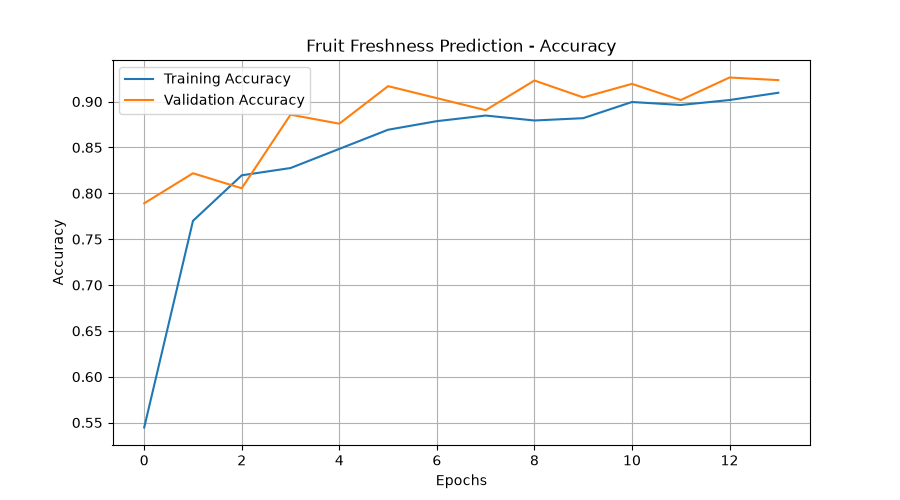 Fruit Freshness Prediction - Accuracy
Training Accuracy
Validation Accuracy
0.90
0.85
0.80
0.75
0.70
0.65
0.60
0.55
Accuracy
0 2 4 6 8 10 12
Epochs